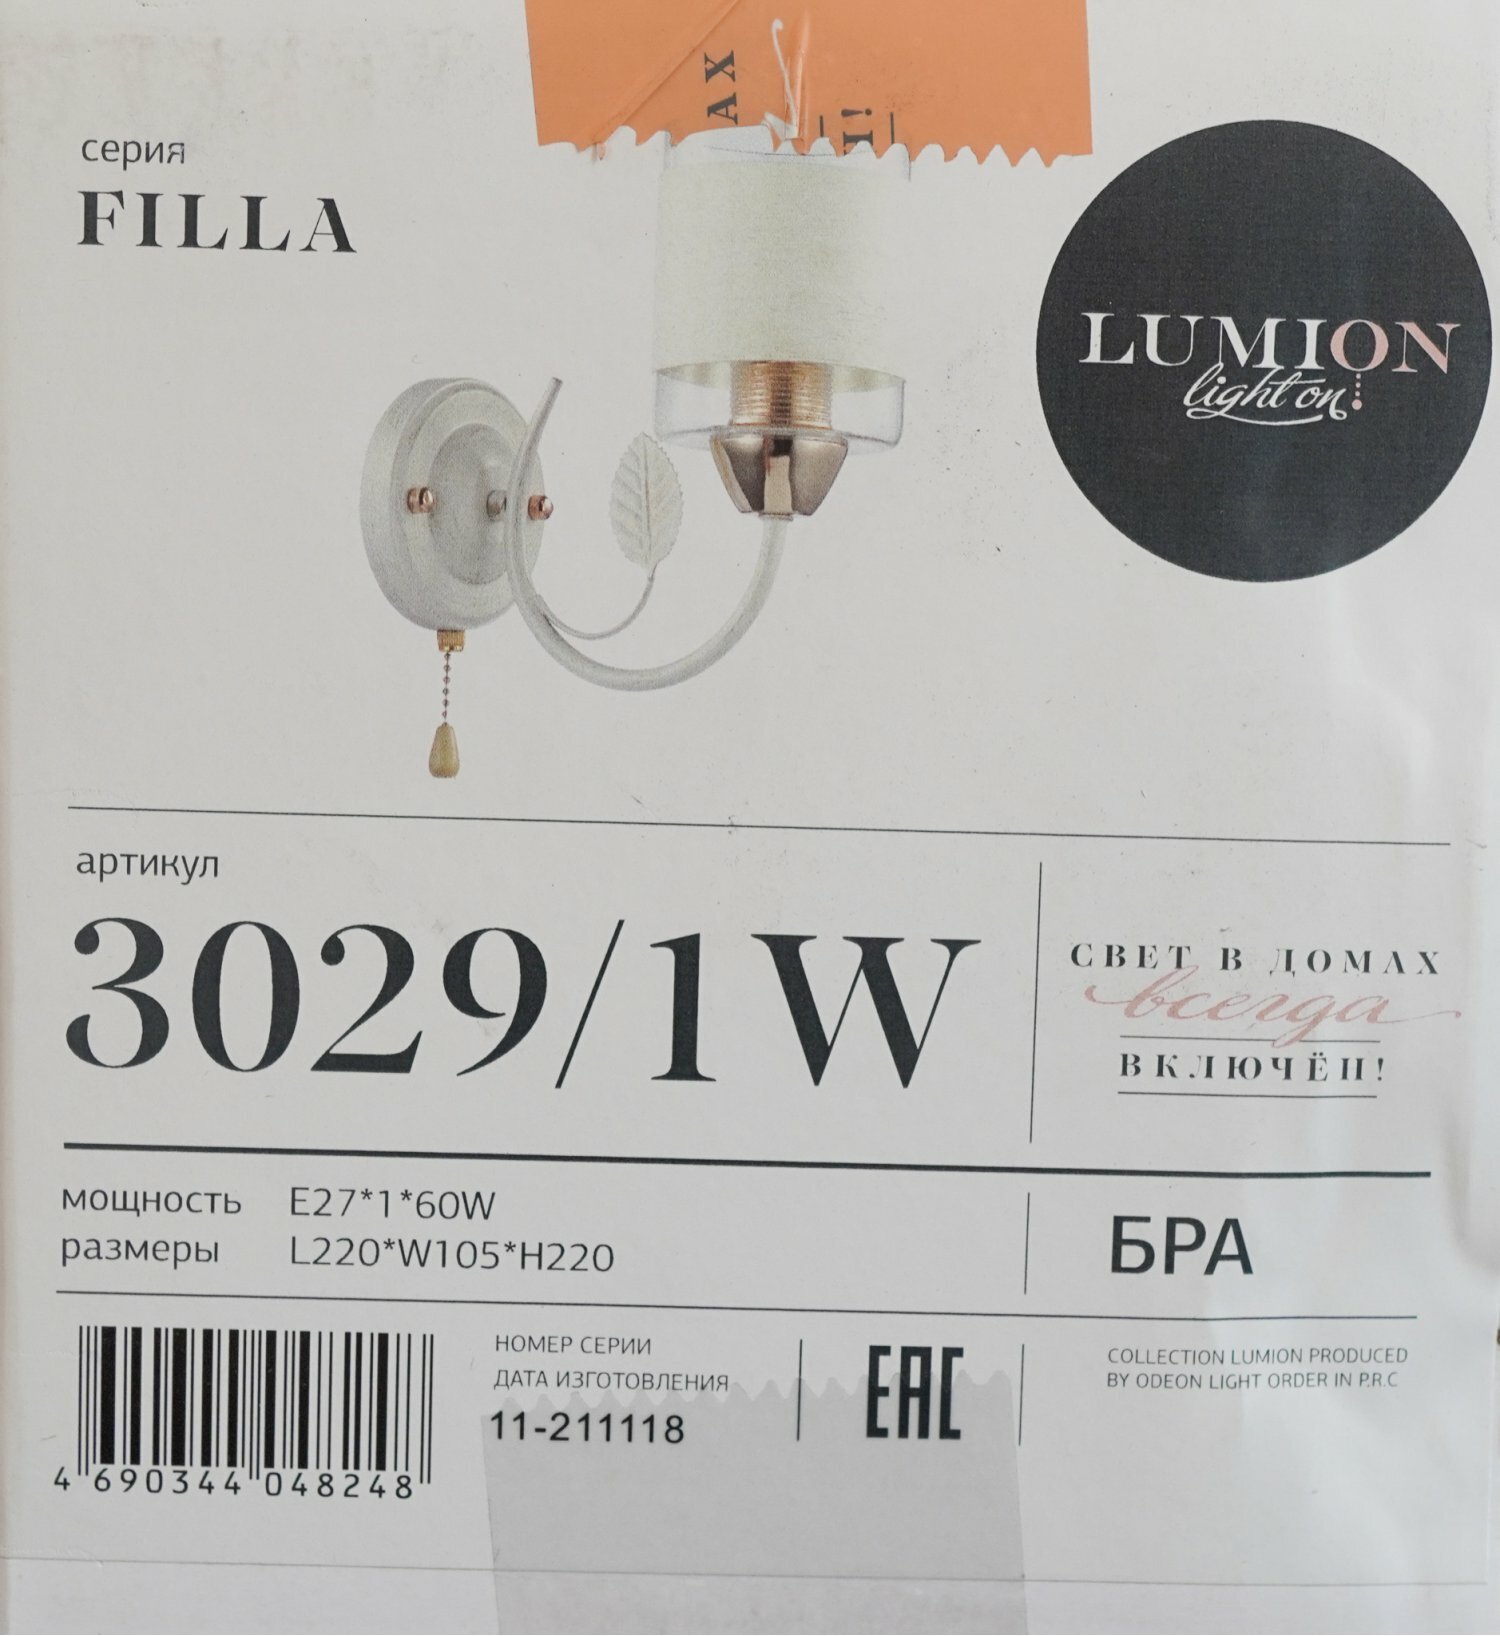 АХ
!
серия
FILLA
LUMION
light on
артикул
3029/1W
СВЕТ В ДОМАХ
всегда
ВКЛЮЧЁН!
мощность E27*1*60W
размеры L220*W105*H220
БРА
4 690344 048248
НОМЕР СЕРИИ
ДАТА ИЗГОТОВЛЕНИЯ
11-211118
EAC
COLLECTION LUMION PRODUCED
BY ODEON LIGHT ORDER IN P.R.C